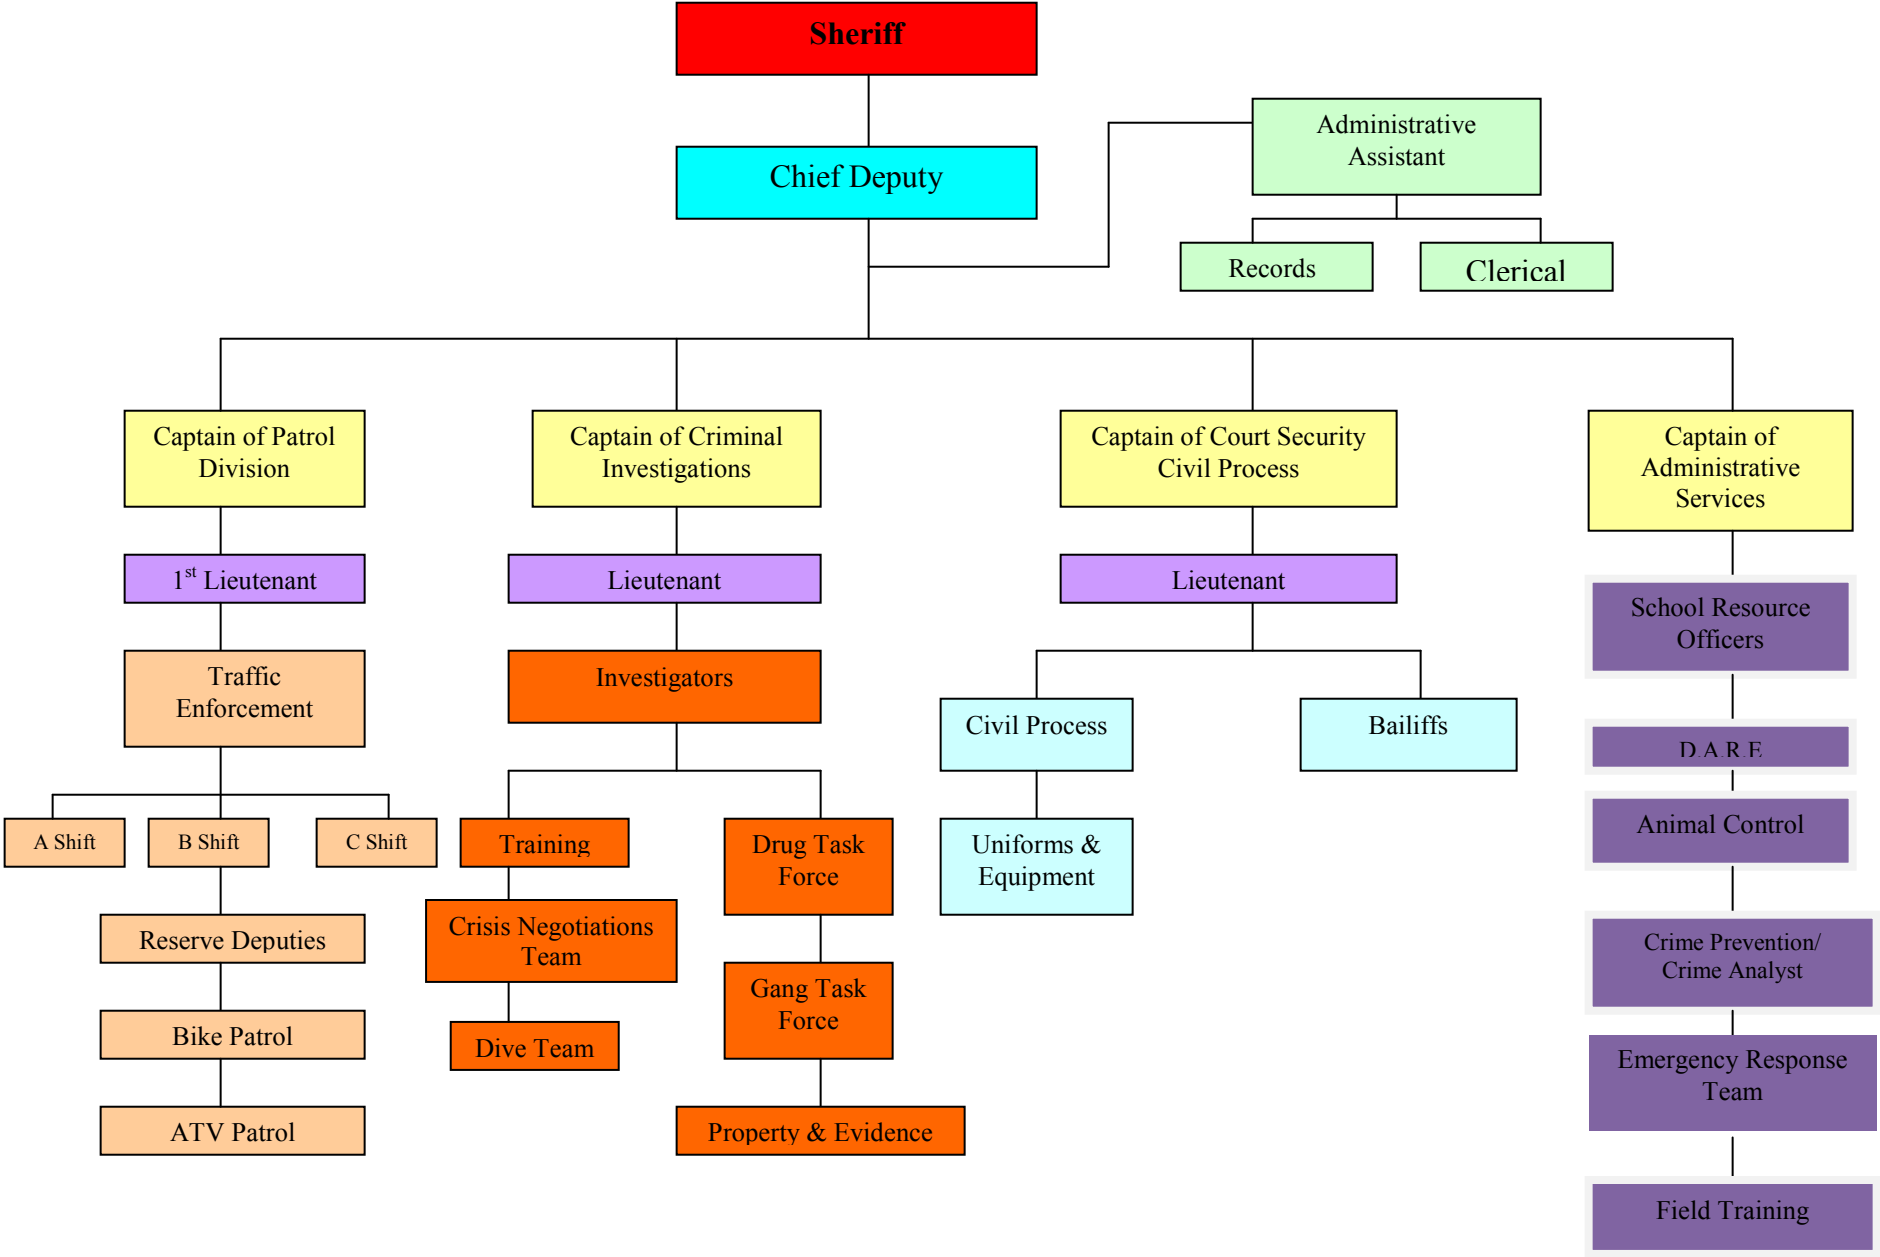 Sheriff
Administrative
Assistant
Chief Deputy
Records
Clerical
Captain of Patrol
Division
Captain of Criminal
Investigations
Captain of Court Security
Civil Process
Captain of
Administrative
Services
1st Lieutenant
Lieutenant
Lieutenant
School Resource
Officers
Traffic
Enforcement
Investigators
Civil Process
Bailiffs
D.A.R.E
A Shift
B Shift
C Shift
Training
Drug Task
Force
Uniforms &
Equipment
Animal Control
Reserve Deputies
Crisis Negotiations
Team
Crime Prevention/
Crime Analyst
Gang Task
Force
Bike Patrol
Dive Team
Emergency Response
Team
ATV Patrol
Property & Evidence
Field Training